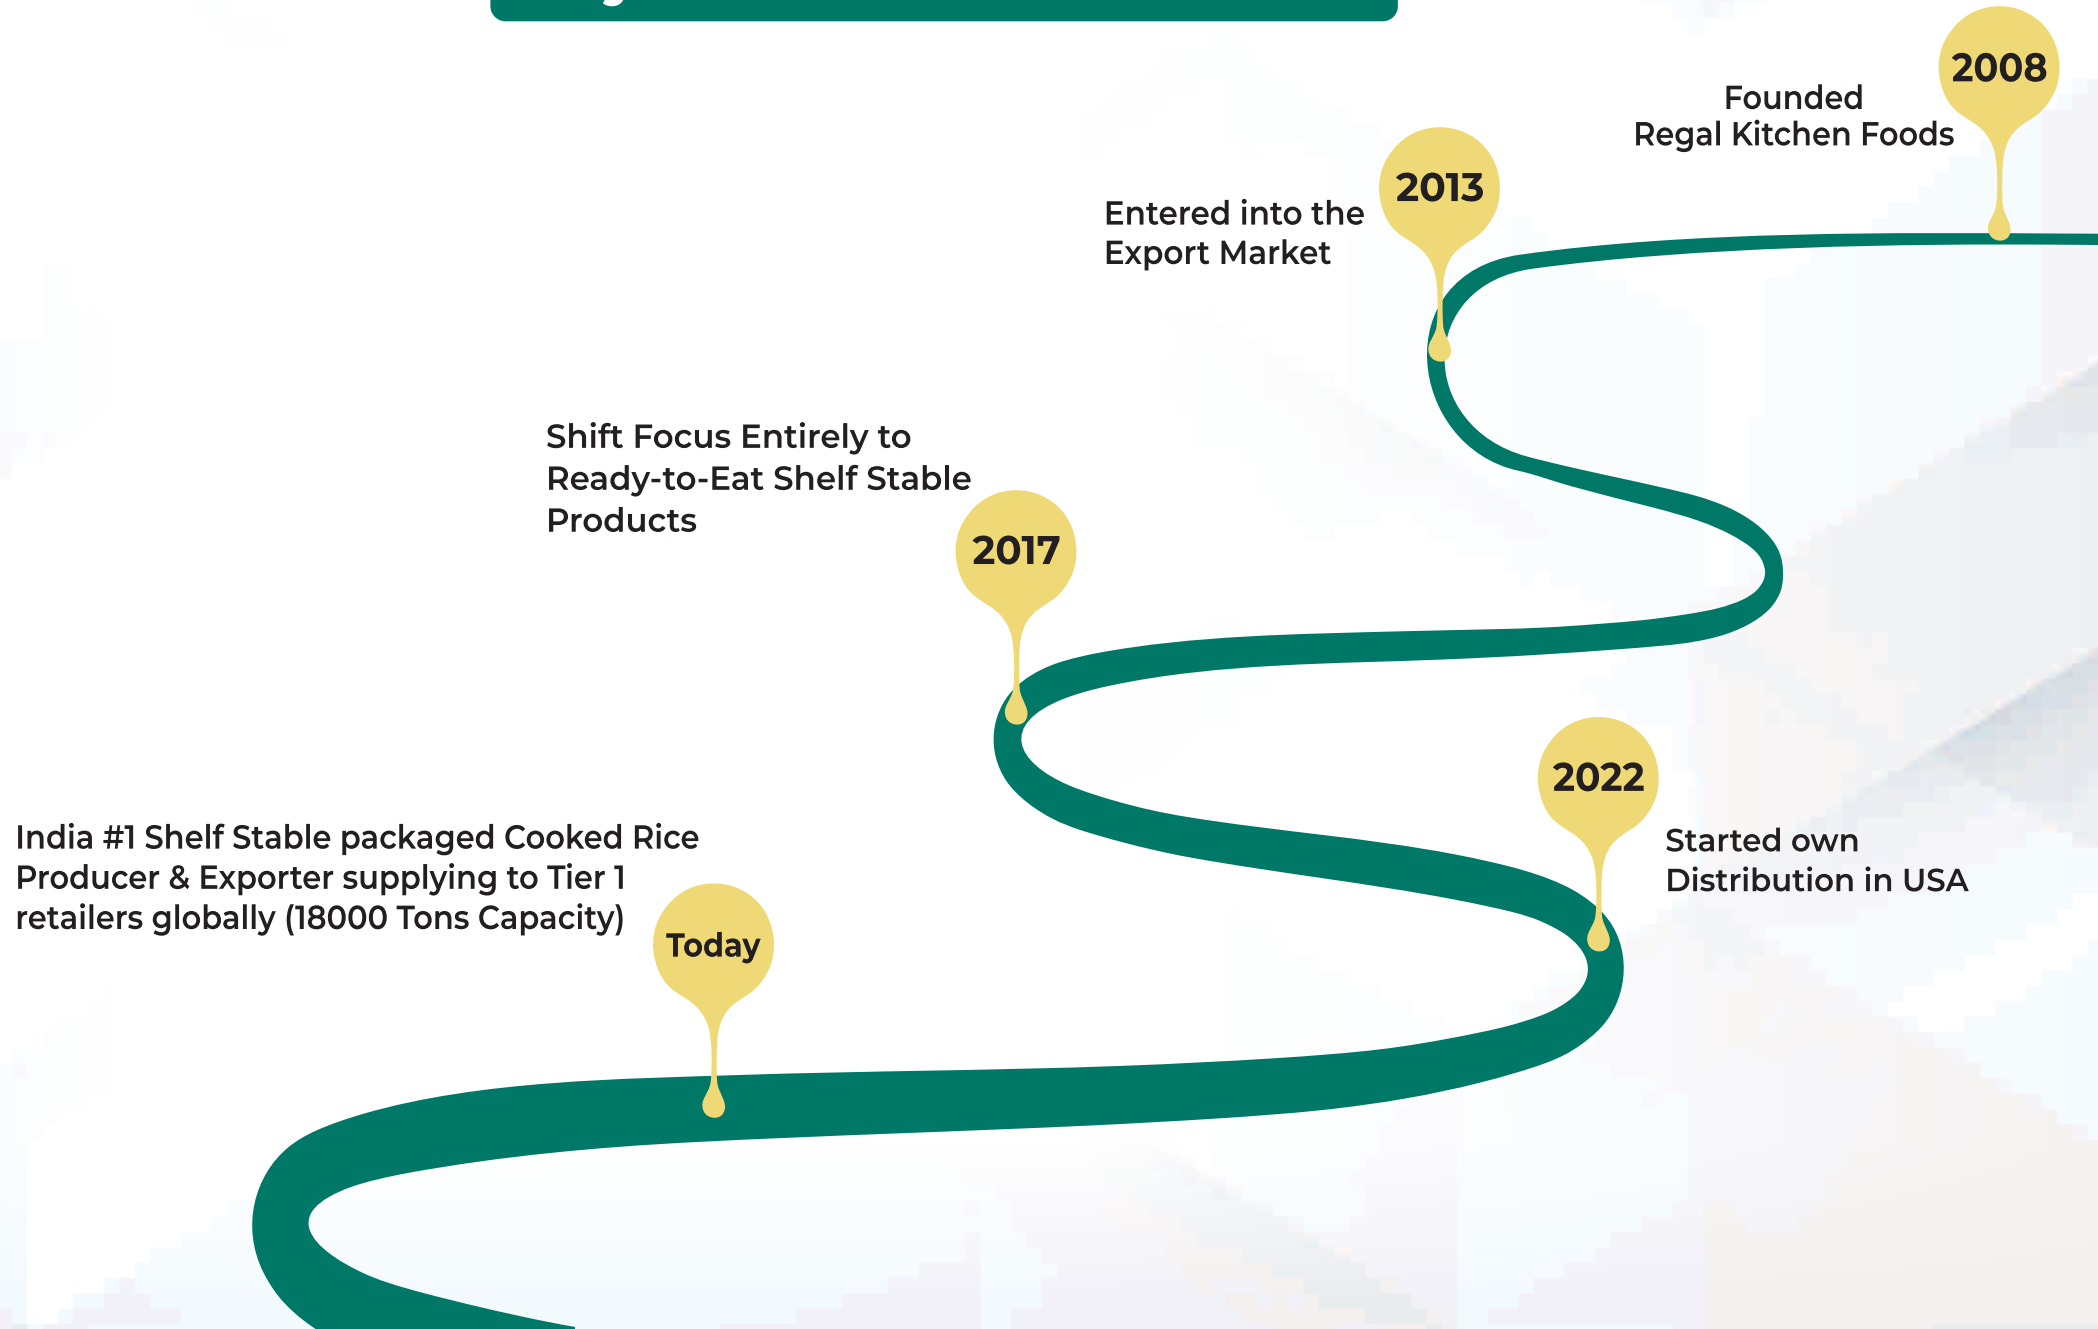 2008
Founded
Regal Kitchen Foods
2013
Entered into the
Export Market
Shift Focus Entirely to
Ready-to-Eat Shelf Stable
Products
2017
2022
Started own
Distribution in USA
India #1 Shelf Stable packaged Cooked Rice
Producer & Exporter supplying to Tier 1
retailers globally (18000 Tons Capacity)
Today